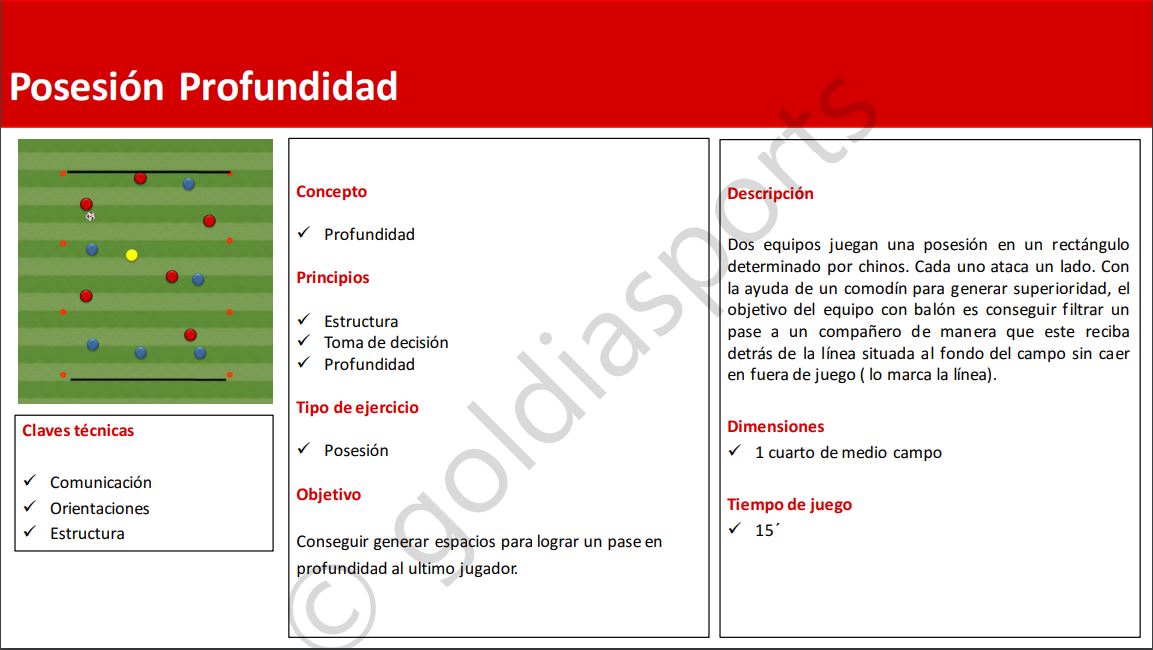 Posesión Profundidad
Claves técnicas
✓ Comunicación
✓ Orientaciones
✓ Estructura
Concepto
✓ Profundidad
Principios
✓ Estructura
✓ Toma de decisión
✓ Profundidad
Tipo de ejercicio
✓ Posesión
Objetivo
Conseguir generar espacios para lograr un pase en
profundidad al ultimo jugador.
Descripción
Dos equipos juegan una posesión en un rectángulo
determinado por chinos. Cada uno ataca un lado. Con
la ayuda de un comodín para generar superioridad, el
objetivo del equipo con balón es conseguir filtrar un
pase a un compañero de manera que este reciba
detrás de la línea situada al fondo del campo sin caer
en fuera de juego ( lo marca la línea).
Dimensiones
✓ 1 cuarto de medio campo
Tiempo de juego
✓ 15´
© goldiasports